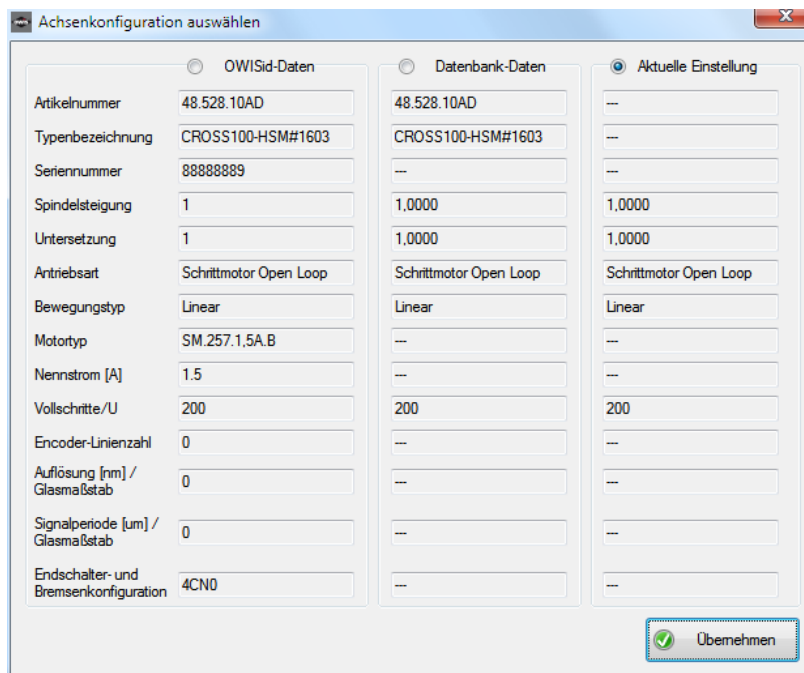 Achsenkonfiguration auswählen
OWISid-Daten Datenbank-Daten Aktuelle Einstellung
Artikelnummer 48.528.10AD 48.528.10AD ---
Typenbezeichnung CROSS100-HSM#1603 CROSS100-HSM#1603 ---
Seriennummer 88888889 --- ---
Spindelsteigung 1 1,0000 1,0000
Untersetzung 1 1,0000 1,0000
Antriebsart Schrittmotor Open Loop Schrittmotor Open Loop Schrittmotor Open Loop
Bewegungstyp Linear Linear Linear
Motortyp SM.257.1,5A.B --- ---
Nennstrom [A] 1.5 --- ---
Vollschritte/U 200 200 200
Encoder-Linienzahl 0 --- ---
Auflösung [nm] /
Glasmaßstab 0 --- ---
Signalperiode [um] /
Glasmaßstab 0 --- ---
Endschalter- und
Bremsenkonfiguration 4CN0 --- ---
Übernehmen